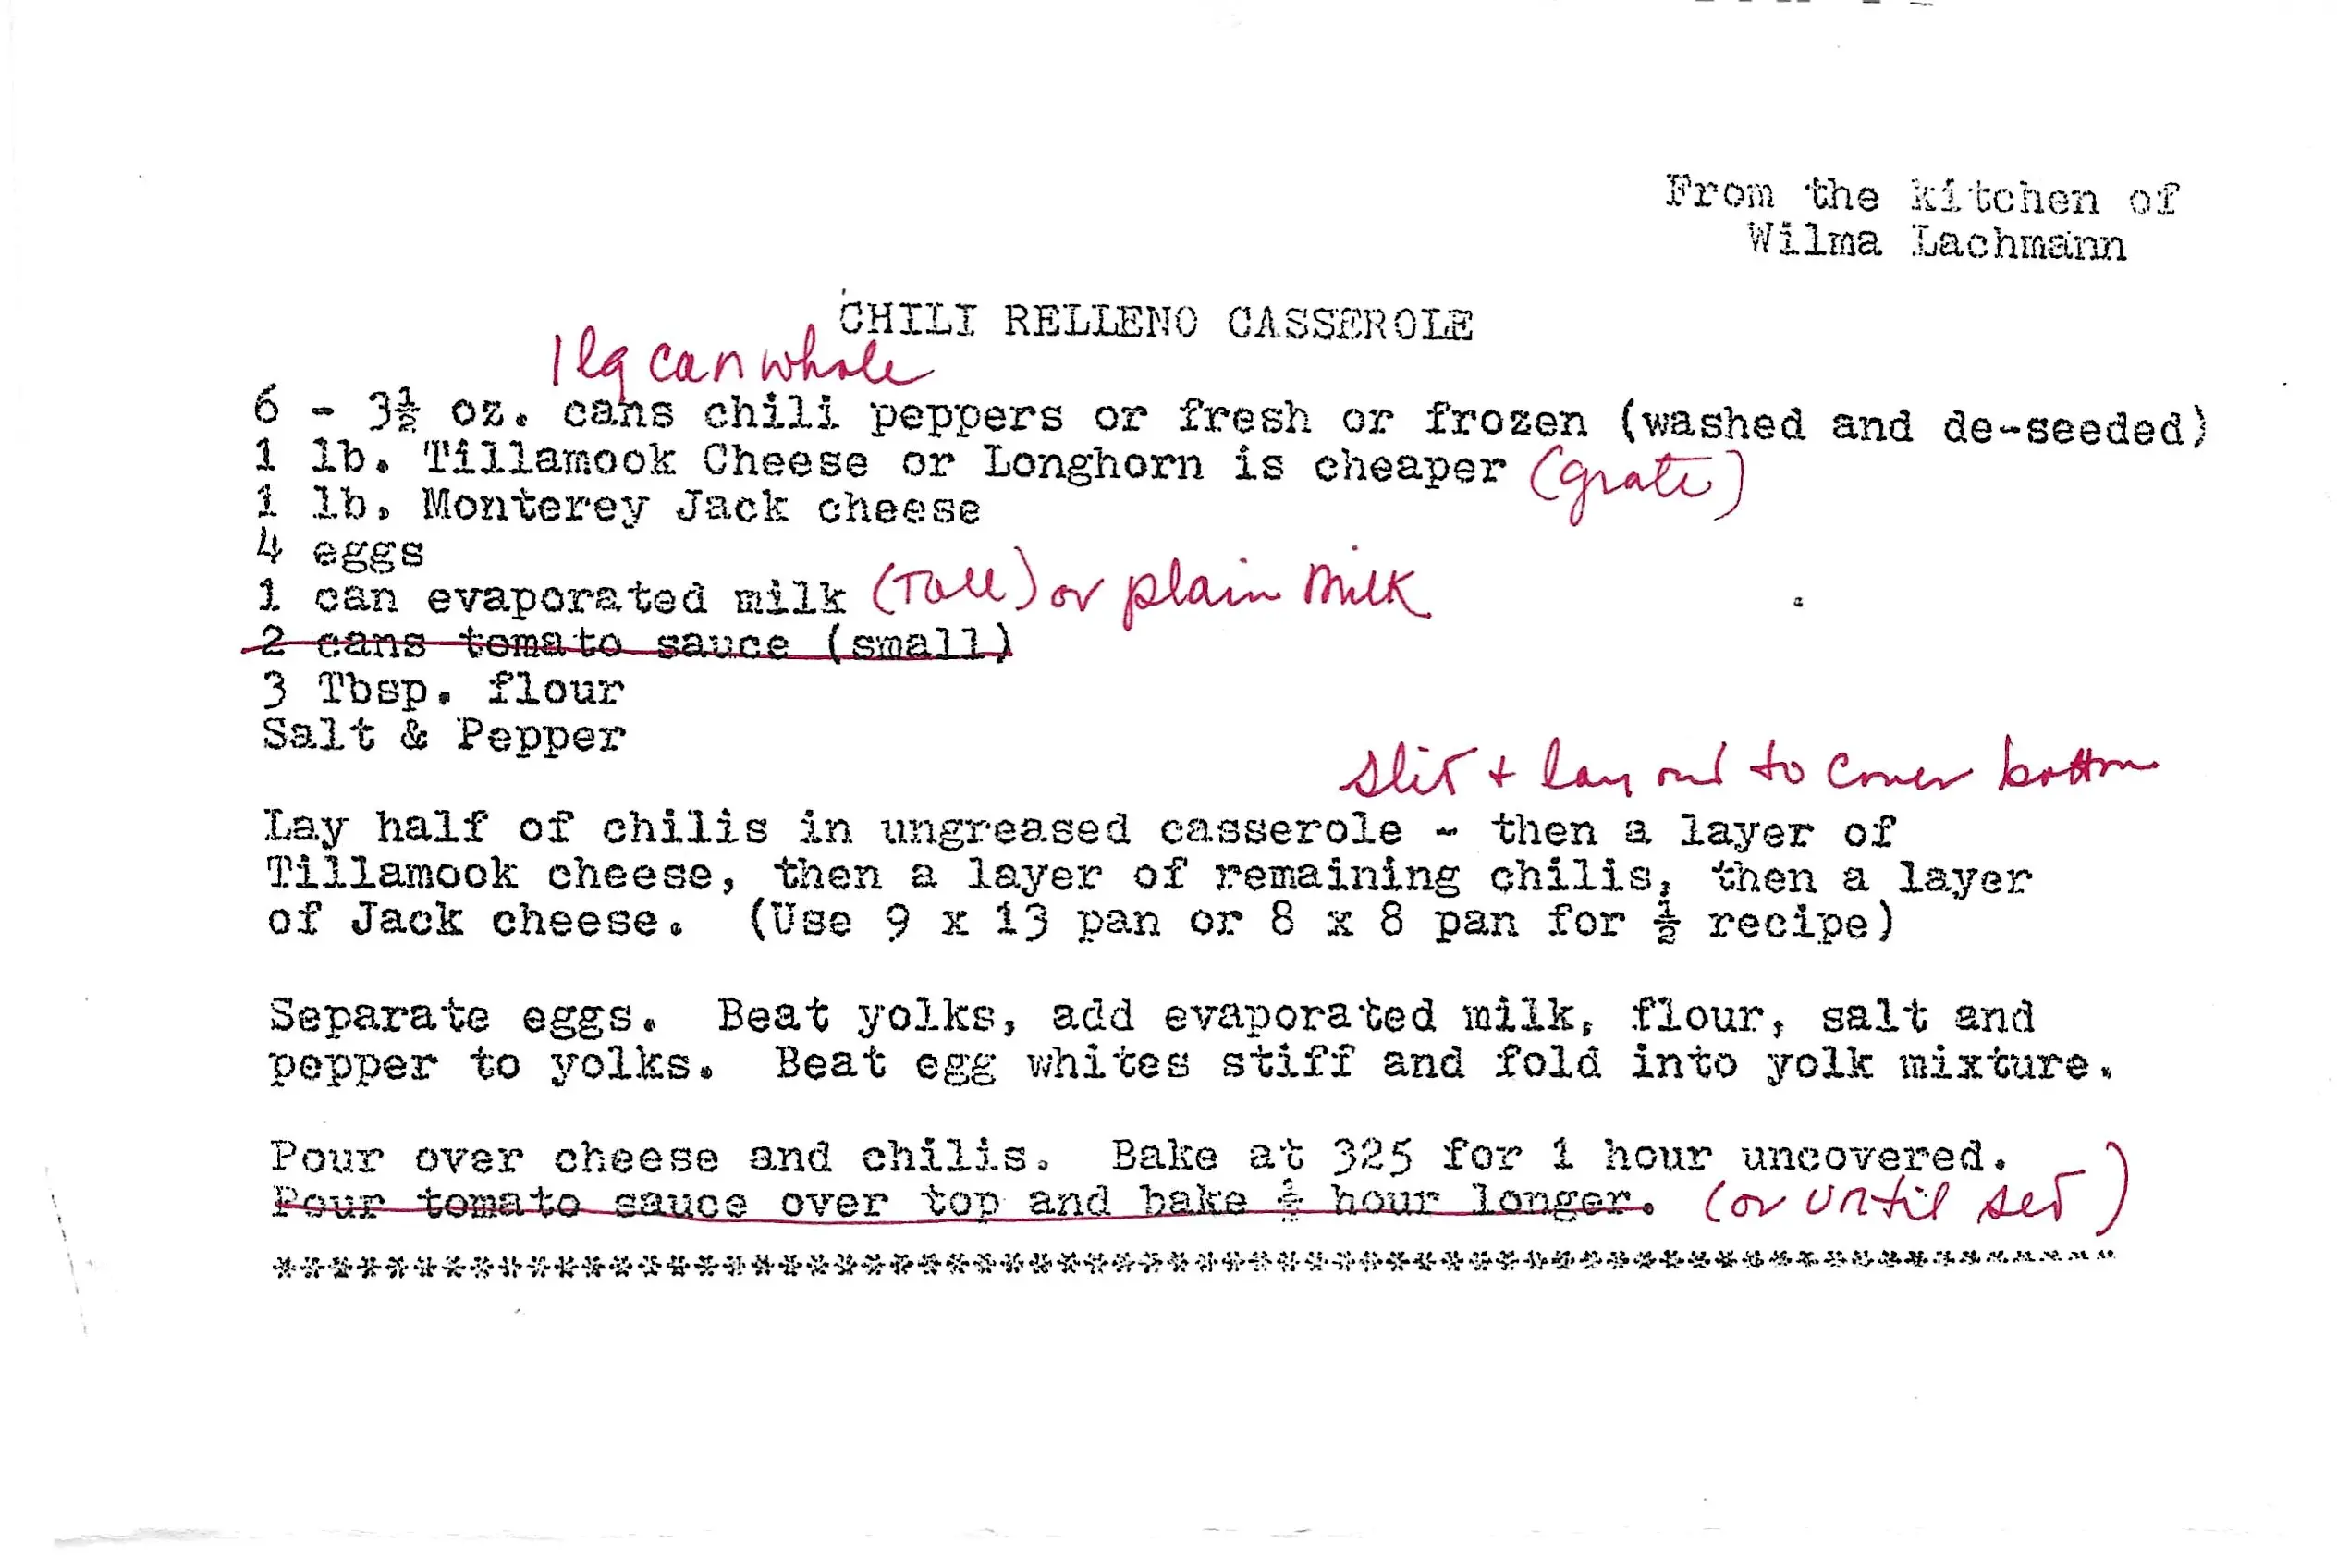 From the kitchen of
Wilma Lachmann
CHILI RELLENO CASSEROLE
1 lg can whole
6 - 3½ oz. cans chili peppers or fresh or frozen (washed and de-seeded)
1 lb. Tillamook Cheese or Longhorn is cheaper (grate)
1 lb. Monterey Jack cheese
4 eggs
1 can evaporated milk (Tall) or plain milk
2 cans tomato sauce (small)
3 Tbsp. flour
Salt & Pepper
slit + lay out to cover bottom
Lay half of chilis in ungreased casserole - then a layer of
Tillamook cheese, then a layer of remaining chilis, then a layer
of Jack cheese. (Use 9 x 13 pan or 8 x 8 pan for ½ recipe)
Separate eggs. Beat yolks, add evaporated milk, flour, salt and
pepper to yolks. Beat egg whites stiff and fold into yolk mixture.
Pour over cheese and chilis. Bake at 325 for 1 hour uncovered.
Pour tomato sauce over top and bake ½ hour longer. (or until set)
******************************************************************